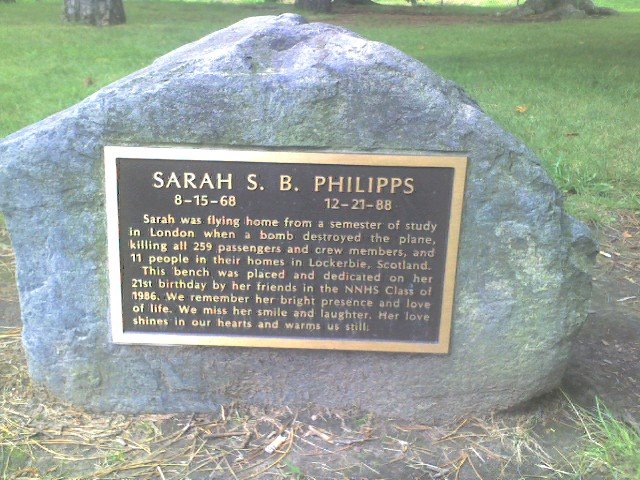 SARAH S. B. PHILIPPS
8-15-68 12-21-88
Sarah was flying home from a semester of study
in London when a bomb destroyed the plane,
killing all 259 passengers and crew members, and
11 people in their homes in Lockerbie, Scotland.
This bench was placed and dedicated on her
21st birthday by her friends in the NNHS Class of
1986. We remember her bright presence and love
of life. We miss her smile and laughter. Her love
shines in our hearts and warms us still.